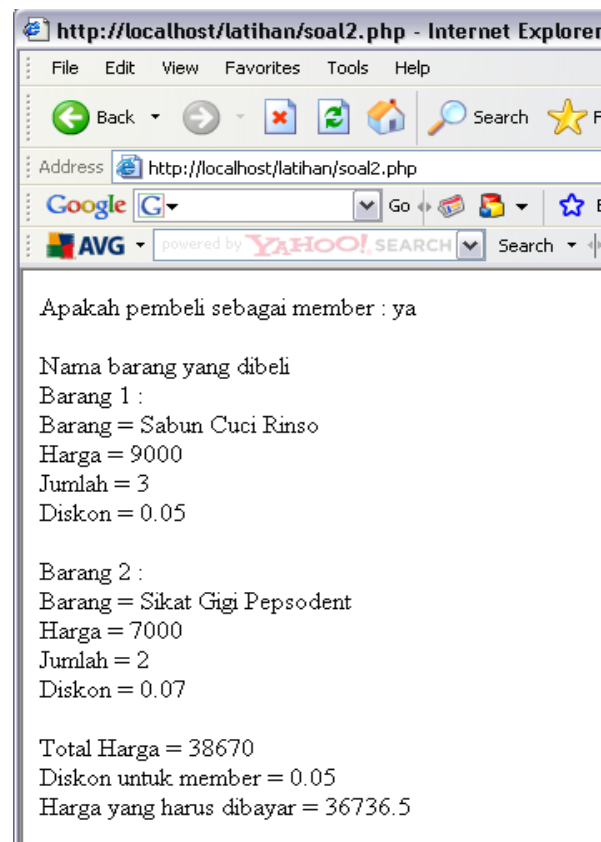 http://localhost/latihan/soal2.php - Internet Explorer
File Edit View Favorites Tools Help
Back Search F
Address http://localhost/latihan/soal2.php
Google G Go
AVG powered by YAHOO! SEARCH Search
Apakah pembeli sebagai member : ya
Nama barang yang dibeli
Barang 1 :
Barang = Sabun Cuci Rinso
Harga = 9000
Jumlah = 3
Diskon = 0.05
Barang 2 :
Barang = Sikat Gigi Pepsodent
Harga = 7000
Jumlah = 2
Diskon = 0.07
Total Harga = 38670
Diskon untuk member = 0.05
Harga yang harus dibayar = 36736.5